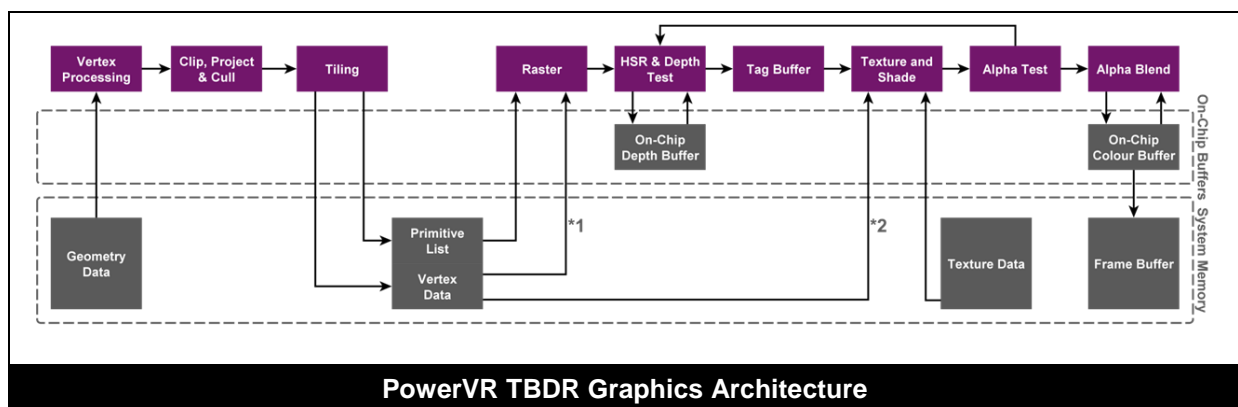 Vertex
Processing
Clip, Project
& Cull
Tiling
Raster
HSR & Depth
Test
Tag Buffer
Texture and
Shade
Alpha Test
Alpha Blend
On-Chip
Depth Buffer
On-Chip
Colour Buffer
On-Chip Buffers
Geometry
Data
Primitive
List
Vertex
Data
*1
*2
Texture Data
Frame Buffer
System Memory
PowerVR TBDR Graphics Architecture